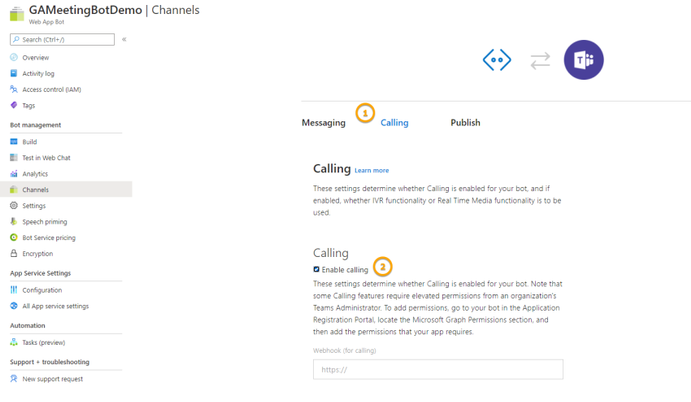 GAMeetingBotDemo | Channels
Web App Bot
Search (Ctrl+/)
«
Overview
Activity log
Access control (IAM)
Tags
Bot management
Build
Test in Web Chat
Analytics
Channels
Settings
Speech priming
Bot Service pricing
Encryption
App Service Settings
Configuration
All App service settings
Automation
Tasks (preview)
Support + troubleshooting
New support request
Messaging 1 Calling Publish
Calling Learn more
These settings determine whether Calling is enabled for your bot, and if
enabled, whether IVR functionality or Real Time Media functionality is to be
used.
Calling
Enable calling 2
These settings determine whether Calling is enabled for your bot. Note that
some Calling features require elevated permissions from an organization's
Teams Administrator. To add permissions, go to your bot in the Application
Registration Portal, locate the Microsoft Graph Permissions section, and
then add the permissions that your app requires.
Webhook (for calling)
https://